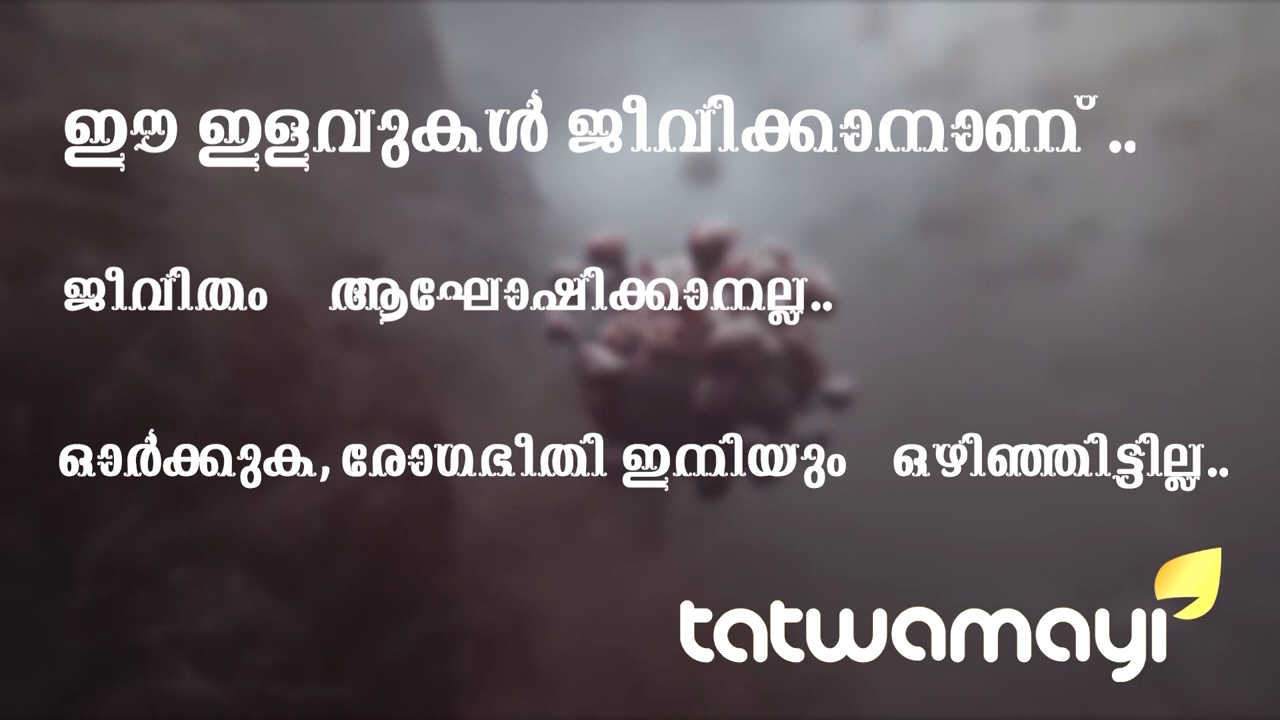 ഈ ഇളവുകൾ ജീവിക്കാനാണ് ..
ജീവിതം ആഘോഷിക്കാനല്ല..
ഓർക്കുക, രോഗഭീതി ഇനിയും ഒഴിഞ്ഞിട്ടില്ല..
tatwamayi